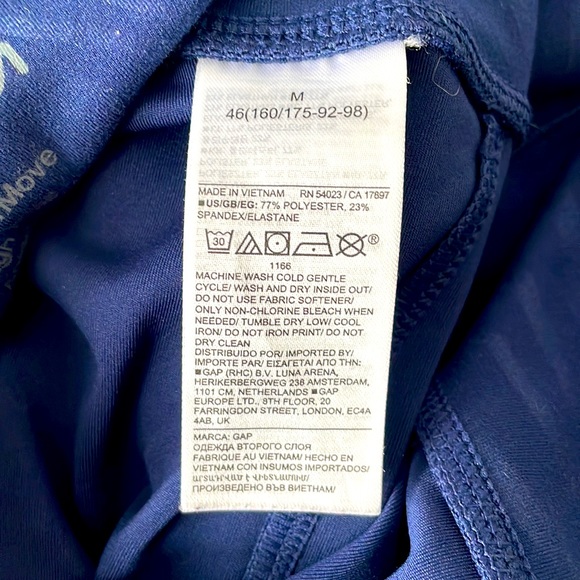 Move
M
46(160/175-92-98)
MADE IN VIETNAM RN 54023 / CA 17897
■US/GB/EG: 77% POLYESTER, 23%
SPANDEX/ELASTANE
30
®
1166
MACHINE WASH COLD GENTLE
CYCLE/ WASH AND DRY INSIDE OUT/
DO NOT USE FABRIC SOFTENER/
ONLY NON-CHLORINE BLEACH WHEN
NEEDED/ TUMBLE DRY LOW/ COOL
IRON/ DO NOT IRON PRINT/ DO NOT
DRY CLEAN
DISTRIBUIDO POR/ IMPORTED BY/
IMPORTE PAR/ ΕΙΣΑΓΕΤΑΙ ΑΠΟ ΤΗΝ:
■GAP (RHC) B.V. LUNA ARENA,
HERIKERBERGWEG 238 AMSTERDAM,
1101 CM, NETHERLANDS ■GAP
EUROPE LTD., 8TH FLOOR, 20
FARRINGDON STREET, LONDON, EC4A
4AB, UK
MARCA: GAP
ОДЕЖДА ВТОРОГО СЛОЯ
FABRIQUE AU VIETNAM/ HECHO EN
VIETNAM CON INSUMOS IMPORTADOS/
ПРОИЗВЕДЕНО ВЪВ ВИЕТНАМ/